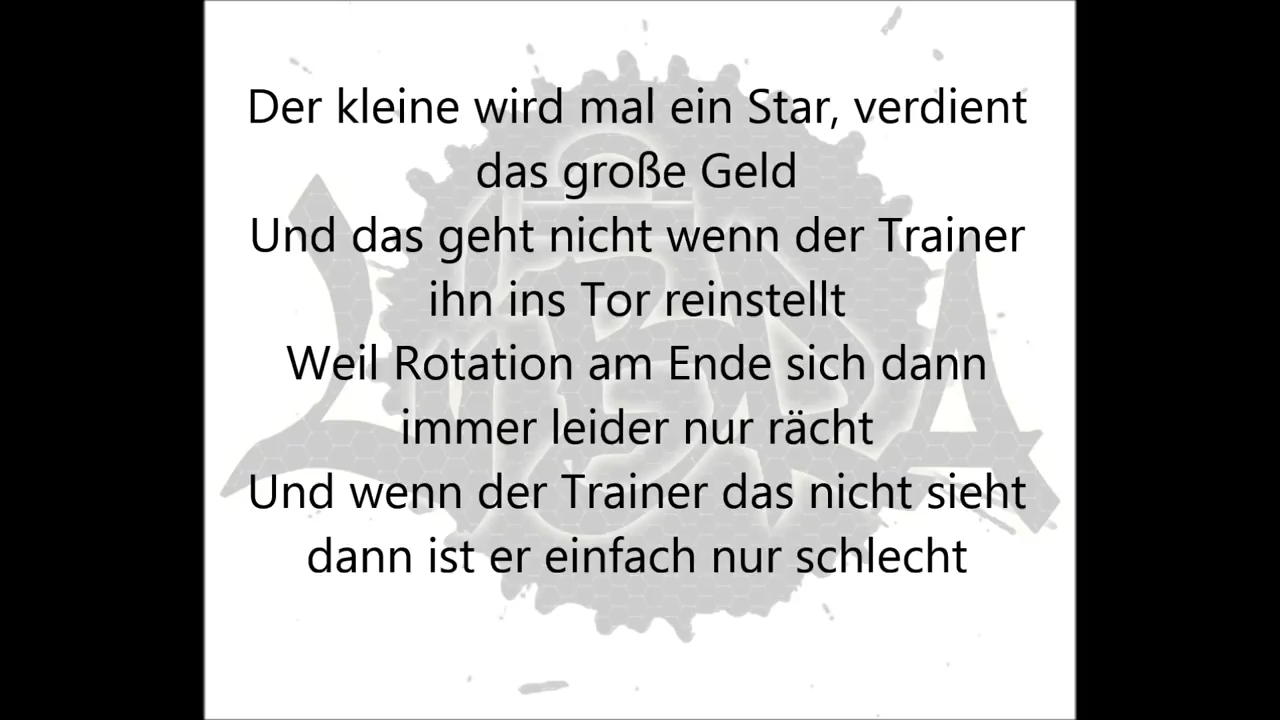 Der kleine wird mal ein Star, verdient
das große Geld
Und das geht nicht wenn der Trainer
ihn ins Tor reinstellt
Weil Rotation am Ende sich dann
immer leider nur rächt
Und wenn der Trainer das nicht sieht
dann ist er einfach nur schlecht